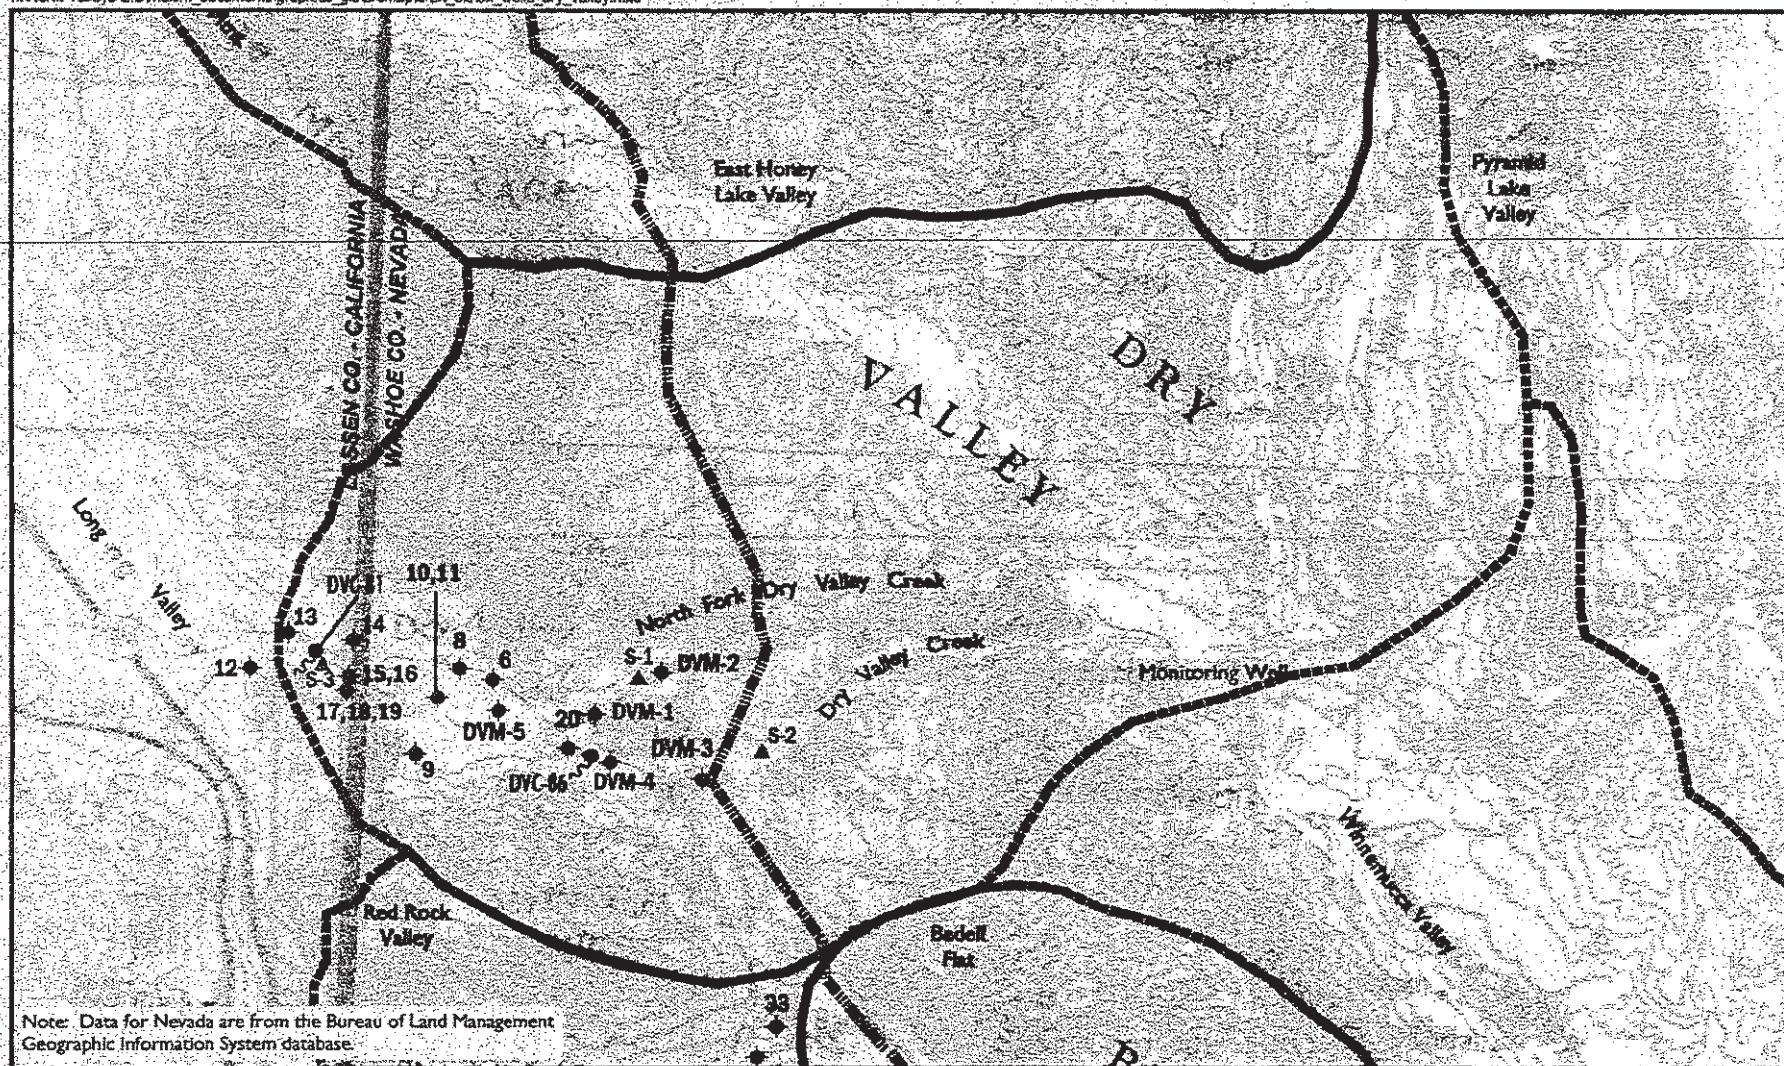 East Honey
Lake Valley
Pyramid
Lake
Valley
LASSEN CO. - CALIFORNIA
WASHOE CO. - NEVADA
DRY
VALLEY
Long
Valley
DVC-81
10,11
13
14
8
6
12
S-3
15,16
17,18,19
North Fork Dry Valley Creek
S-1
DVM-2
Dry Valley Creek
Monitoring Well
20
DVM-1
DVM-5
DVM-3
S-2
9
DVC-86
DVM-4
Winnemucca Valley
Red Rock
Valley
Bedell
Flat
33
Note: Data for Nevada are from the Bureau of Land Management
Geographic Information System database.